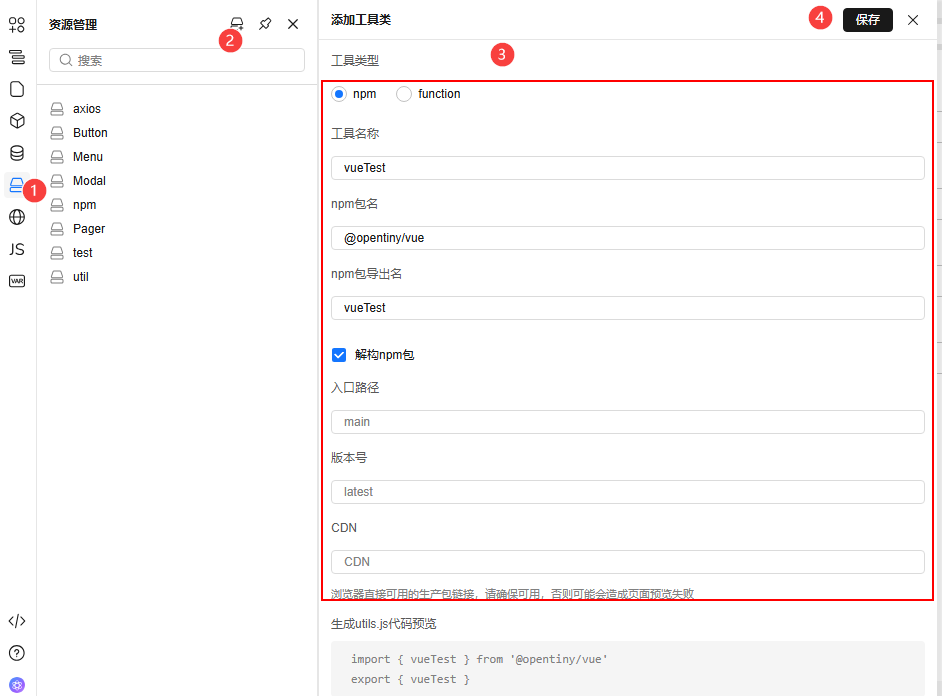 资源管理
2
搜索
axios
Button
Menu
Modal
npm
Pager
test
util
1
JS
VAR
添加工具类
4
保存
工具类型
3
npm
function
工具名称
vueTest
npm包名
@opentiny/vue
npm包导出名
vueTest
解构npm包
入口路径
main
版本号
latest
CDN
CDN
浏览器直接可用的生产包链接，请确保可用，否则可能会造成页面预览失败
生成utils.js代码预览
import { vueTest } from '@opentiny/vue'
export { vueTest }